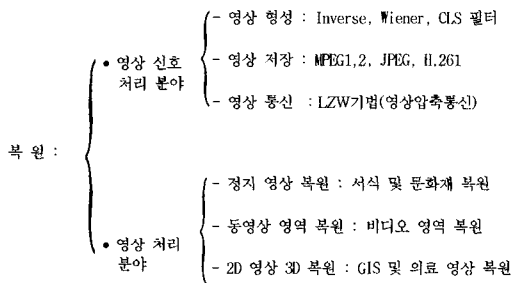 복 원 :
• 영상 신호
처리 분야
- 영상 형성 : Inverse, Wiener, CLS 필터
- 영상 저장 : MPEG1,2, JPEG, H.261
- 영상 통신 : LZW기법(영상압축통신)
• 영상 처리
분야
- 정지 영상 복원 : 서식 및 문화재 복원
- 동영상 영역 복원 : 비디오 영역 복원
- 2D 영상 3D 복원 : GIS 및 의료 영상 복원